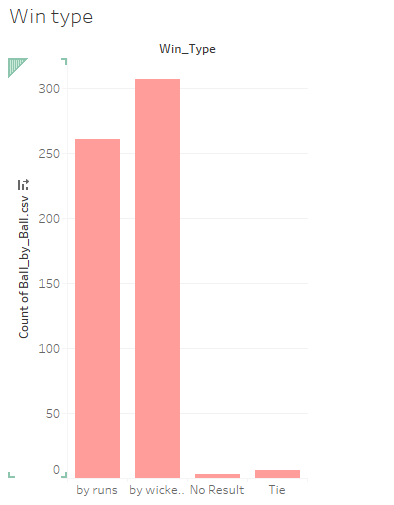 Win type
Win_Type
Count of Ball_by_Ball.csv
300
250
200
150
100
50
0
by runs by wicke.. No Result Tie